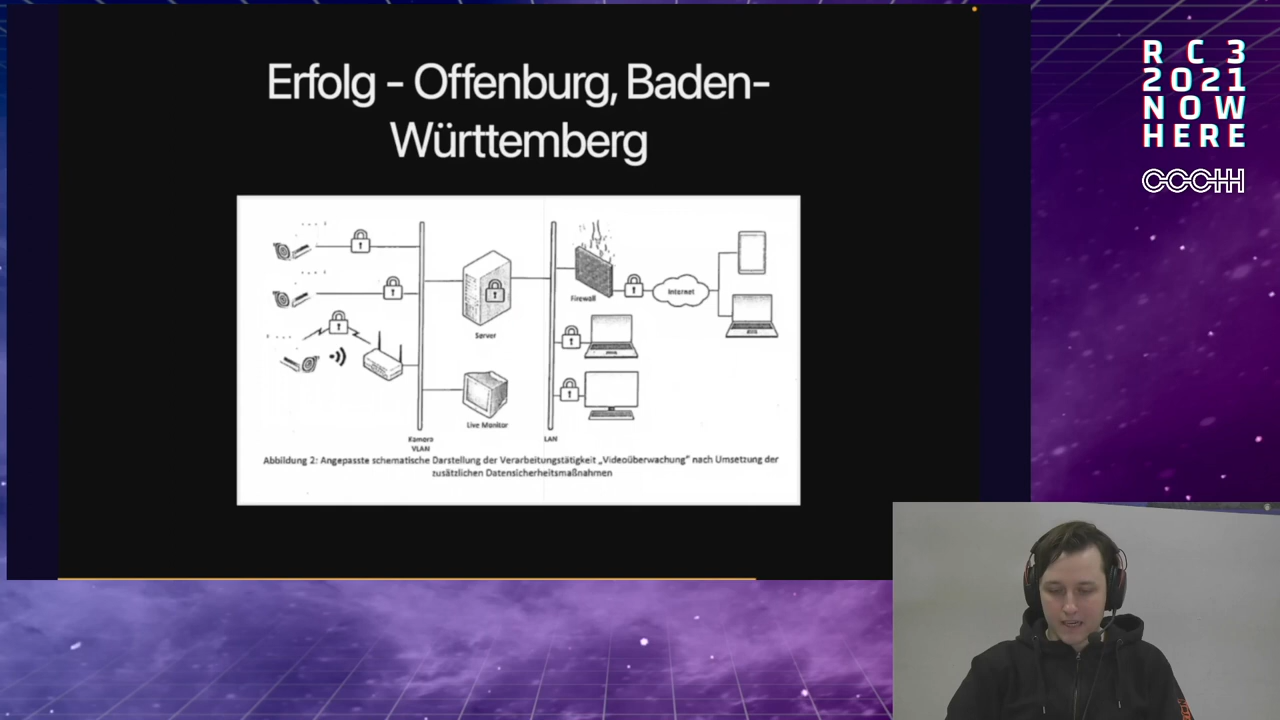 Erfolg - Offenburg, Baden-
Württemberg
R C 3
2021
N O W
HERE
CCCHH
Firewall
Internet
Server
Live Monitor
Kamera
VLAN
LAN
Abbildung 2: Angepasste schematische Darstellung der Verarbeitungstätigkeit „Videoüberwachung“ nach Umsetzung der
zusätzlichen Datensicherheitsmaßnahmen